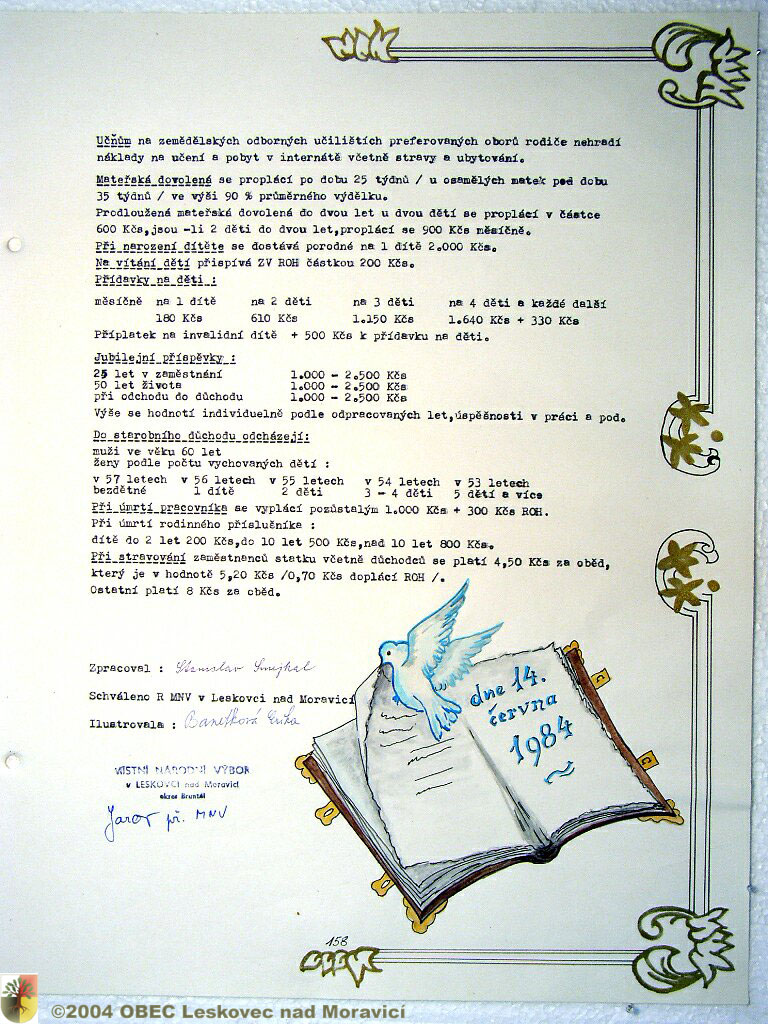 Učňům na zemědělských odborných učilištích preferovaných oborů rodiče nehradí
náklady na učení a pobyt v internátě včetně stravy a ubytování.
Mateřská dovolená se proplácí po dobu 25 týdnů / u osamělých matek pod dobu
35 týdnů / ve výši 90 % průměrného výdělku.
Prodloužená mateřská dovolená do dvou let u dvou dětí se proplácí v částce
600 Kčs,jsou -li 2 děti do dvou let,proplácí se 900 Kčs měsíčně.
Při narození dítěte se dostává porodné na 1 dítě 2.000 Kčs.
Na vítání dětí přispívá ZV ROH částkou 200 Kčs.
Přídavky na děti :
měsíčně na 1 dítě na 2 děti na 3 děti na 4 děti a každé další
180 Kčs 610 Kčs 1.150 Kčs 1.640 Kčs + 330 Kčs
Příplatek na invalidní dítě + 500 Kčs k přídavku na děti.
Jubilejní příspěvky :
25 let v zaměstnání 1.000 - 2.500 Kčs
50 let života 1.000 - 2.500 Kčs
při odchodu do důchodu 1.000 - 2.500 Kčs
Výše se hodnotí individuelně podle odpracovaných let,úspěšnosti v práci a pod.
Do starobního důchodu odcházejí:
muži ve věku 60 let
ženy podle počtu vychovaných dětí :
v 57 letech v 56 letech v 55 letech v 54 letech v 53 letech
bezdětné 1 dítě 2 děti 3 - 4 děti 5 dětí a více
Při úmrtí pracovníka se vyplácí pozůstalým 1.000 Kčs + 300 Kčs ROH.
Při úmrtí rodinného příslušníka :
dítě do 2 let 200 Kčs,do 10 let 500 Kčs,nad 10 let 800 Kčs.
Při stravování zaměstnanců statku včetně důchodců se platí 4,50 Kčs za oběd,
který je v hodnotě 5,20 Kčs /0,70 Kčs doplácí ROH /.
Ostatní platí 8 Kčs za oběd.
Zpracoval : Stanislav Smejkal
Schváleno R MNV v Leskovci nad Moravicí
Ilustrovala :
dne 14.
června
1984
MÍSTNÍ NÁRODNÍ VÝBOR
v LESKOVCI nad Moravicí
okres Bruntál
př. MNV
158
©2004 OBEC Leskovec nad Moravicí